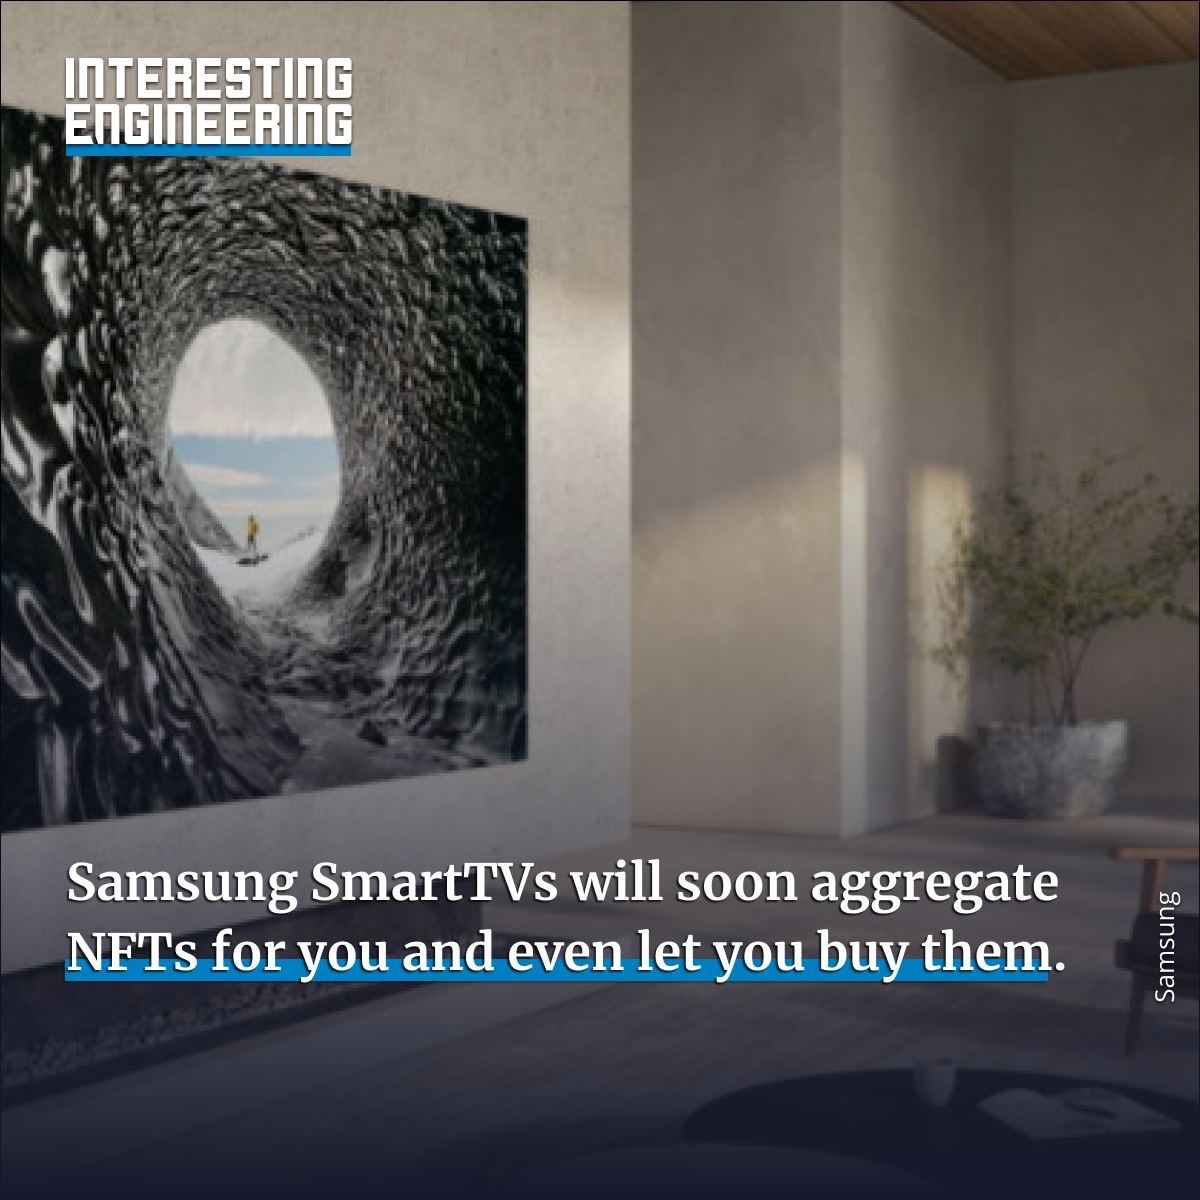 INTERESTING
ENGINEERING
Samsung SmartTVs will soon aggregate
NFTs for you and even let you buy them.
Samsung